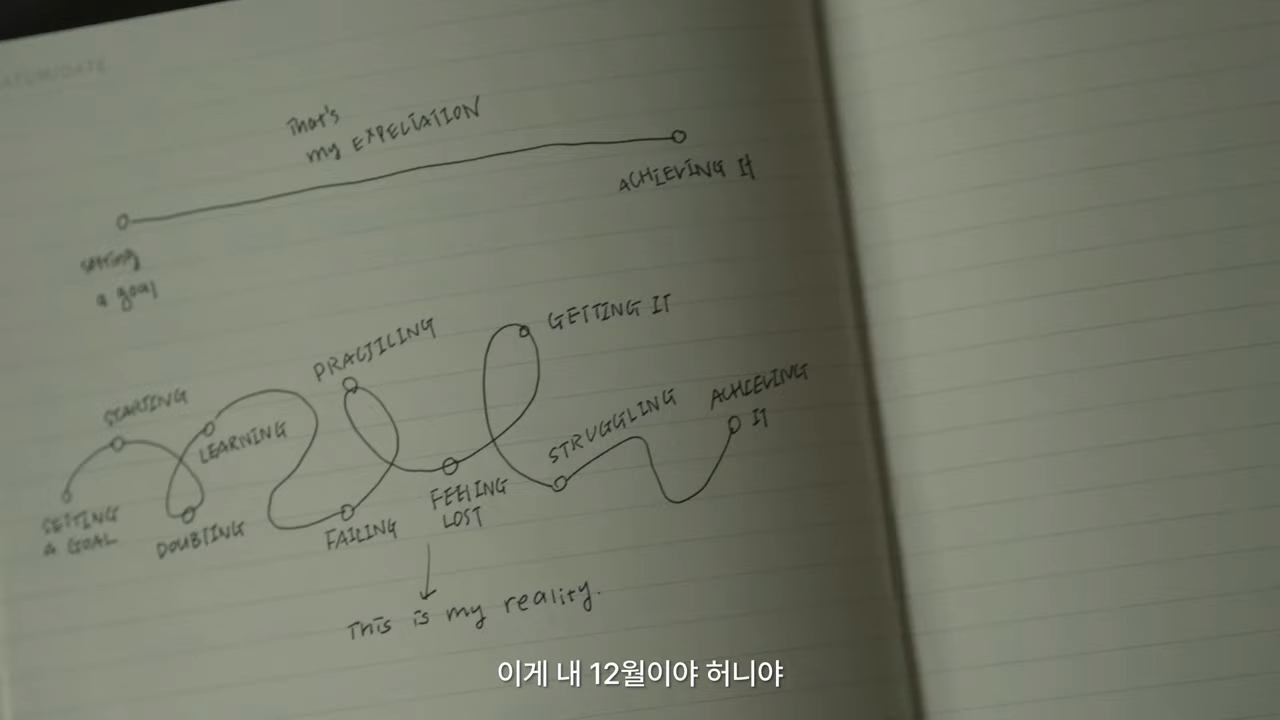 That's
my EXPECTATION
ACHIEVING It
setting
a goal
GETTING IT
PRACTICING
STARTING
ACHIEVING
IT
STRUGGLING
LEARNING
FEELING
LOST
SETTING
A GOAL
DOUBTING
FAILING
This is my reality.
이게 내 12월이야 허니야